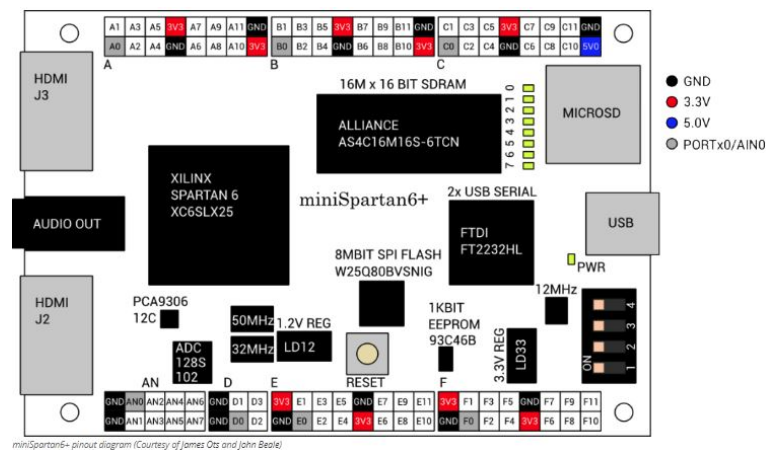 A1 A3 A5 3V3 A7 A9 A11 GND
A0 A2 A4 GND A6 A8 A10 3V3
A
B1 B3 B5 3V3 B7 B9 B11 GND
B0 B2 B4 GND B6 B8 B10 3V3
B
C1 C3 C5 3V3 C7 C9 C11 GND
C0 C2 C4 GND C6 C8 C10 5V0
C
HDMI
J3
16M x 16 BIT SDRAM
ALLIANCE
AS4C16M16S-6TCN
7 6 5 4 3 2 1 0
MICROSD
GND
3.3V
5.0V
PORTx0/AIN0
XILINX
SPARTAN 6
XC6SLX25
miniSpartan6+
2x USB SERIAL
FTDI
FT2232HL
AUDIO OUT
USB
PWR
8MBIT SPI FLASH
W25Q80BVSNIG
HDMI
J2
PCA9306
12C
50MHz
32MHz
1.2V REG
LD12
ADC
128S
102
RESET
1KBIT
EEPROM
93C46B
3.3V REG
LD33
12MHz
ON
1 2 3 4
AN
GND AN0 AN2 AN4 AN6
GND AN1 AN3 AN5 AN7
D
GND D1 D3
GND D0 D2
E
3V3 E1 E3 E5 GND E7 E9 E11
GND E0 E2 E4 3V3 E6 E8 E10
F
3V3 F1 F3 F5 GND F7 F9 F11
GND F0 F2 F4 3V3 F6 F8 F10
miniSpartan6+ pinout diagram (Courtesy of James Ots and John Beale)